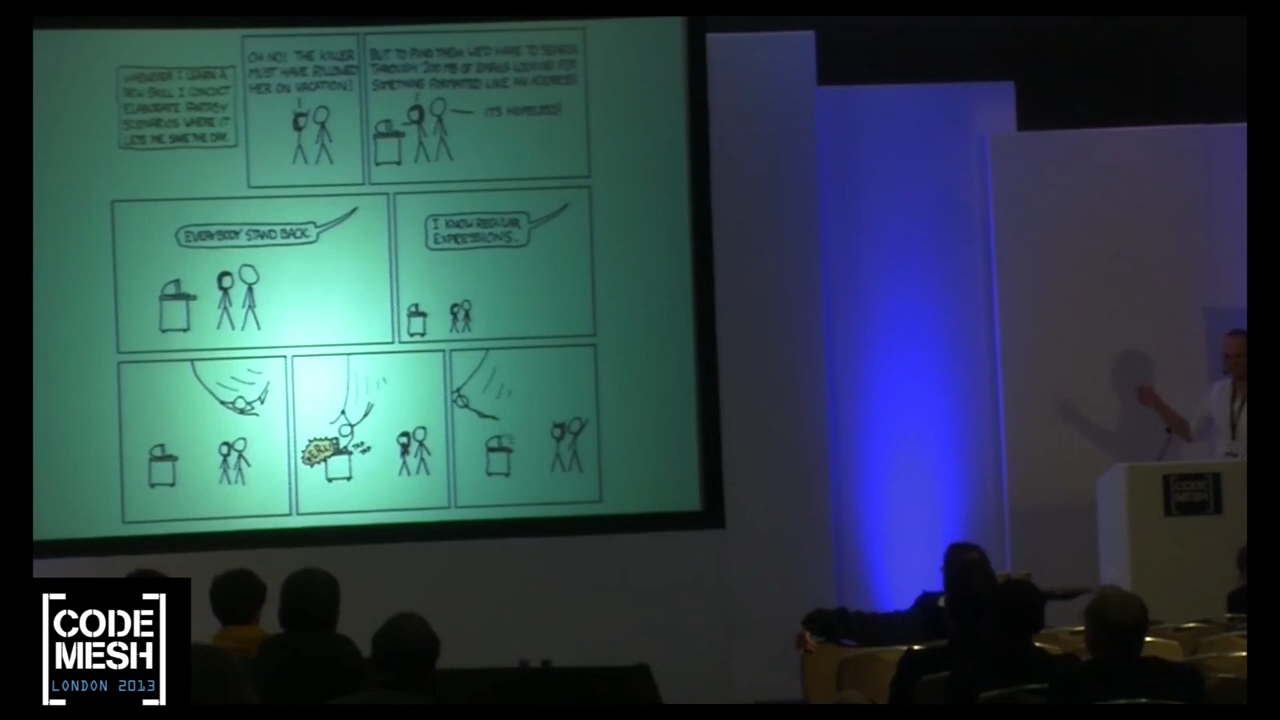 WHENEVER I LEARN A
NEW SKILL I CONCOCT
ELABORATE FANTASY
SCENARIOS WHERE IT
LETS ME SAVE THE DAY.
OH NO! THE KILLER
MUST HAVE FOLLOWED
HER ON VACATION!
BUT TO FIND THEM WE'D HAVE TO SEARCH
THROUGH 200 MB OF EMAILS LOOKING FOR
SOMETHING FORMATTED LIKE AN ADDRESS!
IT'S HOPELESS!
EVERYBODY STAND BACK.
I KNOW REGULAR
EXPRESSIONS.
PERL!
TAP
TAP
CODE
MESH
CODE
MESH
LONDON 2013